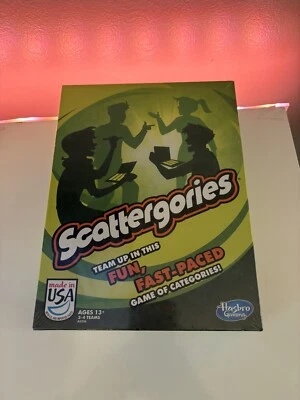 Scattergories
TEAM UP IN THIS
FUN,
FAST-PACED
GAME OF CATEGORIES!
made in
USA
AGES 13+
2-4 TEAMS
Hasbro
Gaming